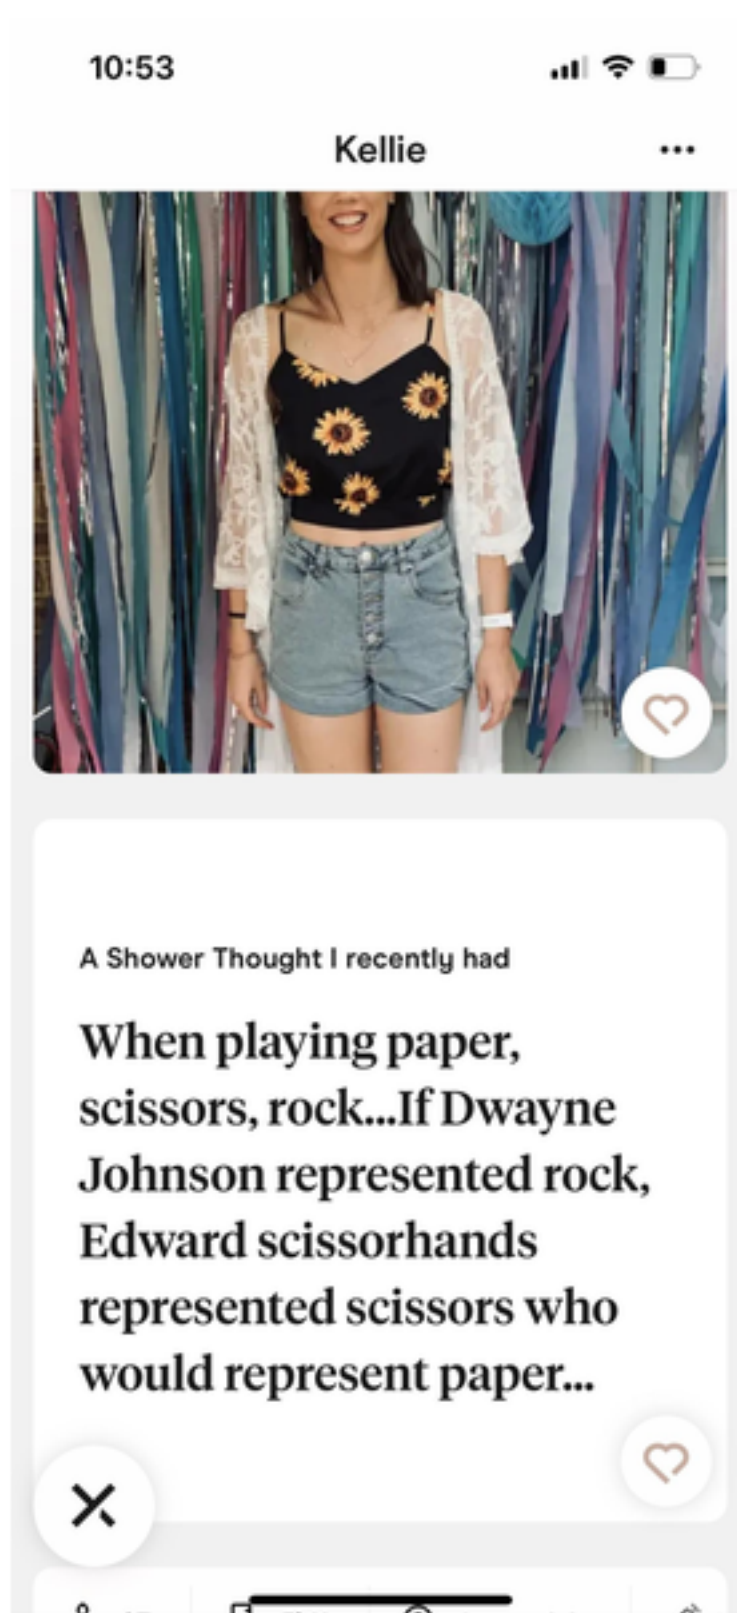 10:53
Kellie
A Shower Thought I recently had
When playing paper,
scissors, rock...If Dwayne
Johnson represented rock,
Edward scissorhands
represented scissors who
would represent paper...